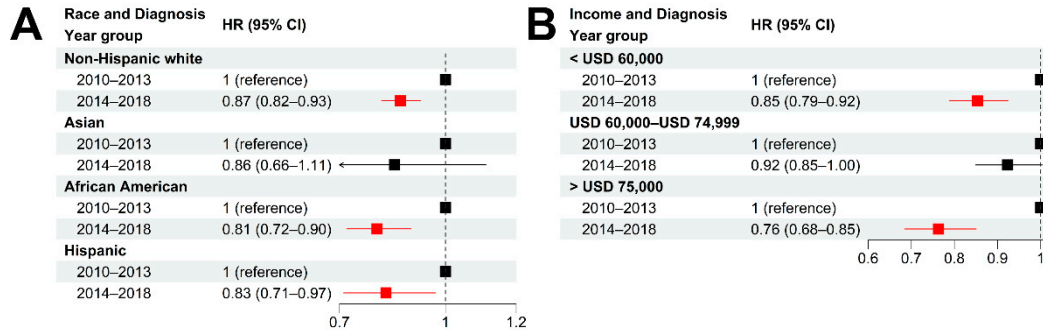 A
Race and Diagnosis
Year group
HR (95% CI)
Non-Hispanic white
2010–2013 1 (reference)
2014–2018 0.87 (0.82–0.93)
Asian
2010–2013 1 (reference)
2014–2018 0.86 (0.66–1.11)
African American
2010–2013 1 (reference)
2014–2018 0.81 (0.72–0.90)
Hispanic
2010–2013 1 (reference)
2014–2018 0.83 (0.71–0.97)
0.7 1 1.2
B
Income and Diagnosis
Year group
HR (95% CI)
< USD 60,000
2010–2013 1 (reference)
2014–2018 0.85 (0.79–0.92)
USD 60,000–USD 74,999
2010–2013 1 (reference)
2014–2018 0.92 (0.85–1.00)
> USD 75,000
2010–2013 1 (reference)
2014–2018 0.76 (0.68–0.85)
0.6 0.7 0.8 0.9 1